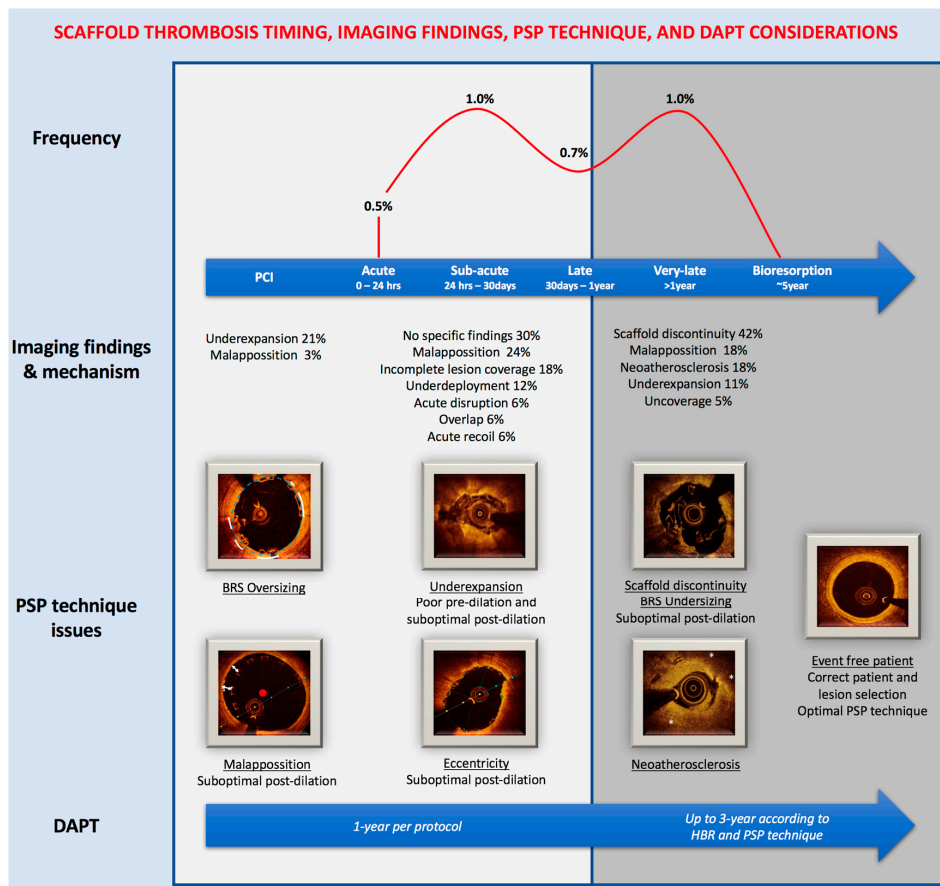 SCAFFOLD THROMBOSIS TIMING, IMAGING FINDINGS, PSP TECHNIQUE, AND DAPT CONSIDERATIONS
Frequency
0.5%
1.0%
0.7%
1.0%
PCI
Acute
0 – 24 hrs
Sub-acute
24 hrs – 30days
Late
30days – 1year
Very-late
>1year
Bioresorption
~5year
Imaging findings
& mechanism
Underexpansion 21%
Malappossition 3%
No specific findings 30%
Malappossition 24%
Incomplete lesion coverage 18%
Underdeployment 12%
Acute disruption 6%
Overlap 6%
Acute recoil 6%
Scaffold discontinuity 42%
Malappossition 18%
Neoatherosclerosis 18%
Underexpansion 11%
Uncoverage 5%
PSP technique
issues
BRS Oversizing
Underexpansion
Poor pre-dilation and
suboptimal post-dilation
Scaffold discontinuity
BRS Undersizing
Suboptimal post-dilation
Malappossition
Suboptimal post-dilation
Eccentricity
Suboptimal post-dilation
Neoatherosclerosis
Event free patient
Correct patient and
lesion selection
Optimal PSP technique
DAPT
1-year per protocol
Up to 3-year according to
HBR and PSP technique